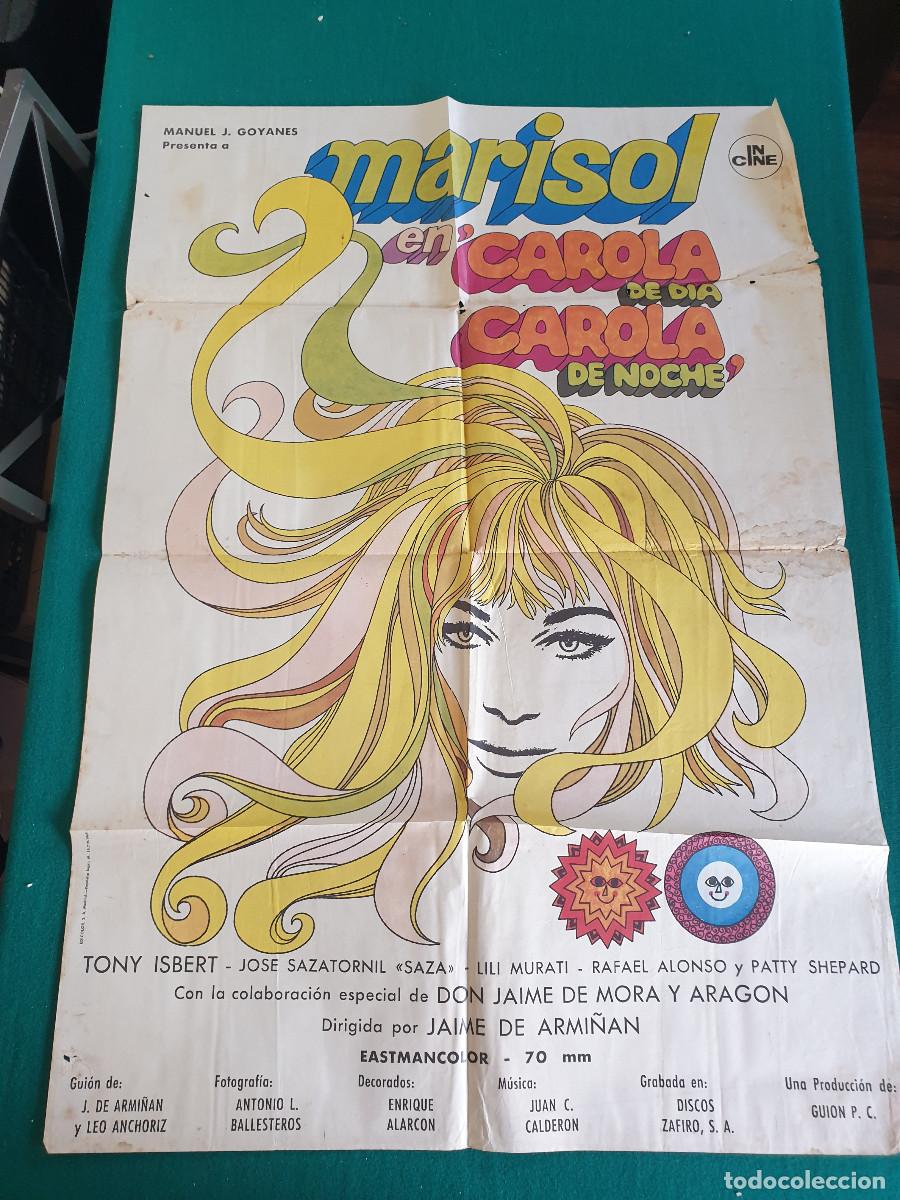 MANUEL J. GOYANES
Presenta a
marisol
IN
CINE
en "CAROLA
DE DIA
CAROLA
DE NOCHE"
TONY ISBERT - JOSE SAZATORNIL «SAZA» - LILI MURATI - RAFAEL ALONSO y PATTY SHEPARD
Con la colaboración especial de DON JAIME DE MORA Y ARAGON
Dirigida por JAIME DE ARMIÑAN
EASTMANCOLOR - 70 mm
Guión de:
J. DE ARMIÑAN
y LEO ANCHORIZ
Fotografía:
ANTONIO L.
BALLESTEROS
Decorados:
ENRIQUE
ALARCON
Música:
JUAN C.
CALDERON
Grabada en:
DISCOS
ZAFIRO, S. A.
Una Producción de:
GUION P. C.
todocoleccion